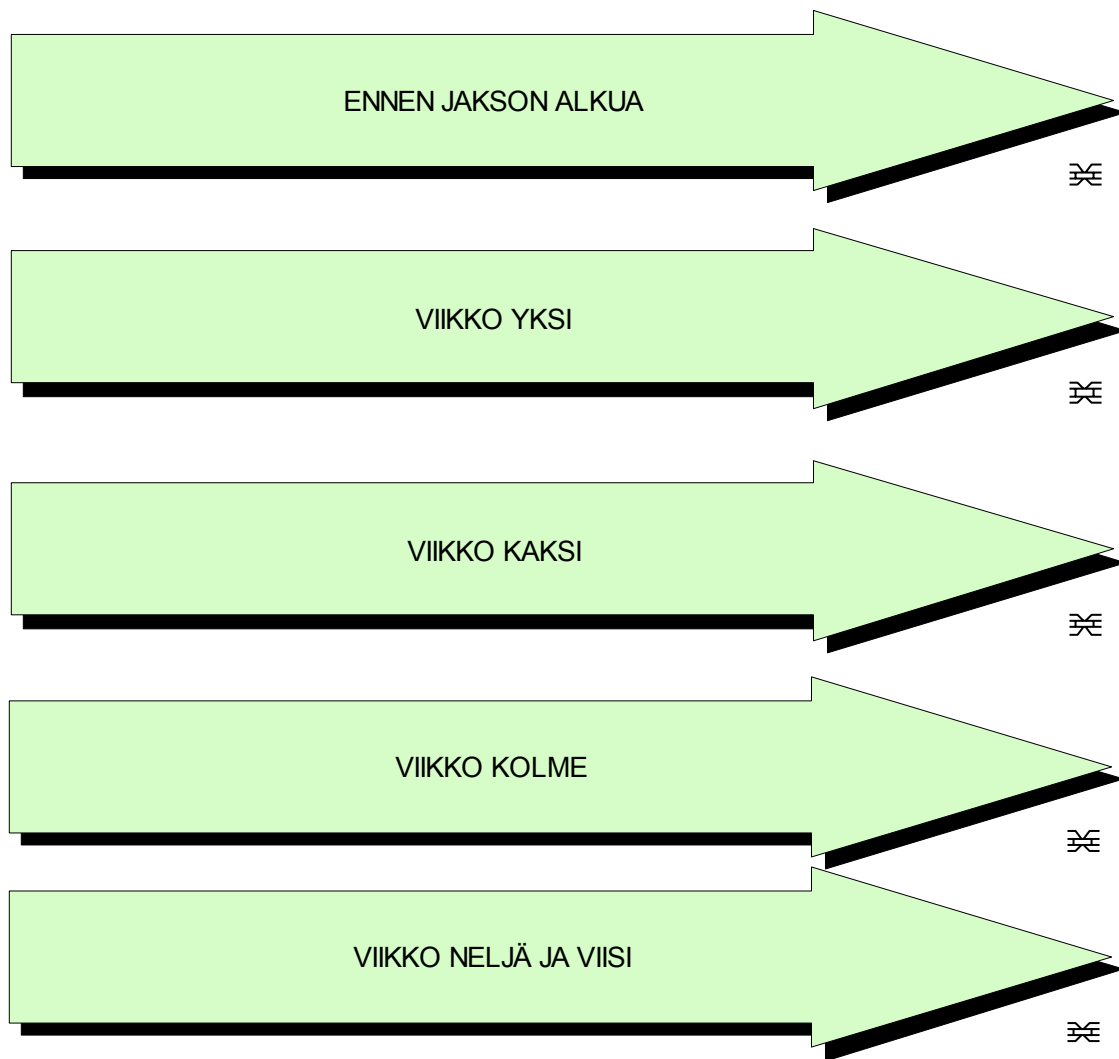 ENNEN JAKSON ALKUA
VIIKKO YKSI
VIIKKO KAKSI
VIIKKO KOLME
VIIKKO NELJÄ JA VIISI